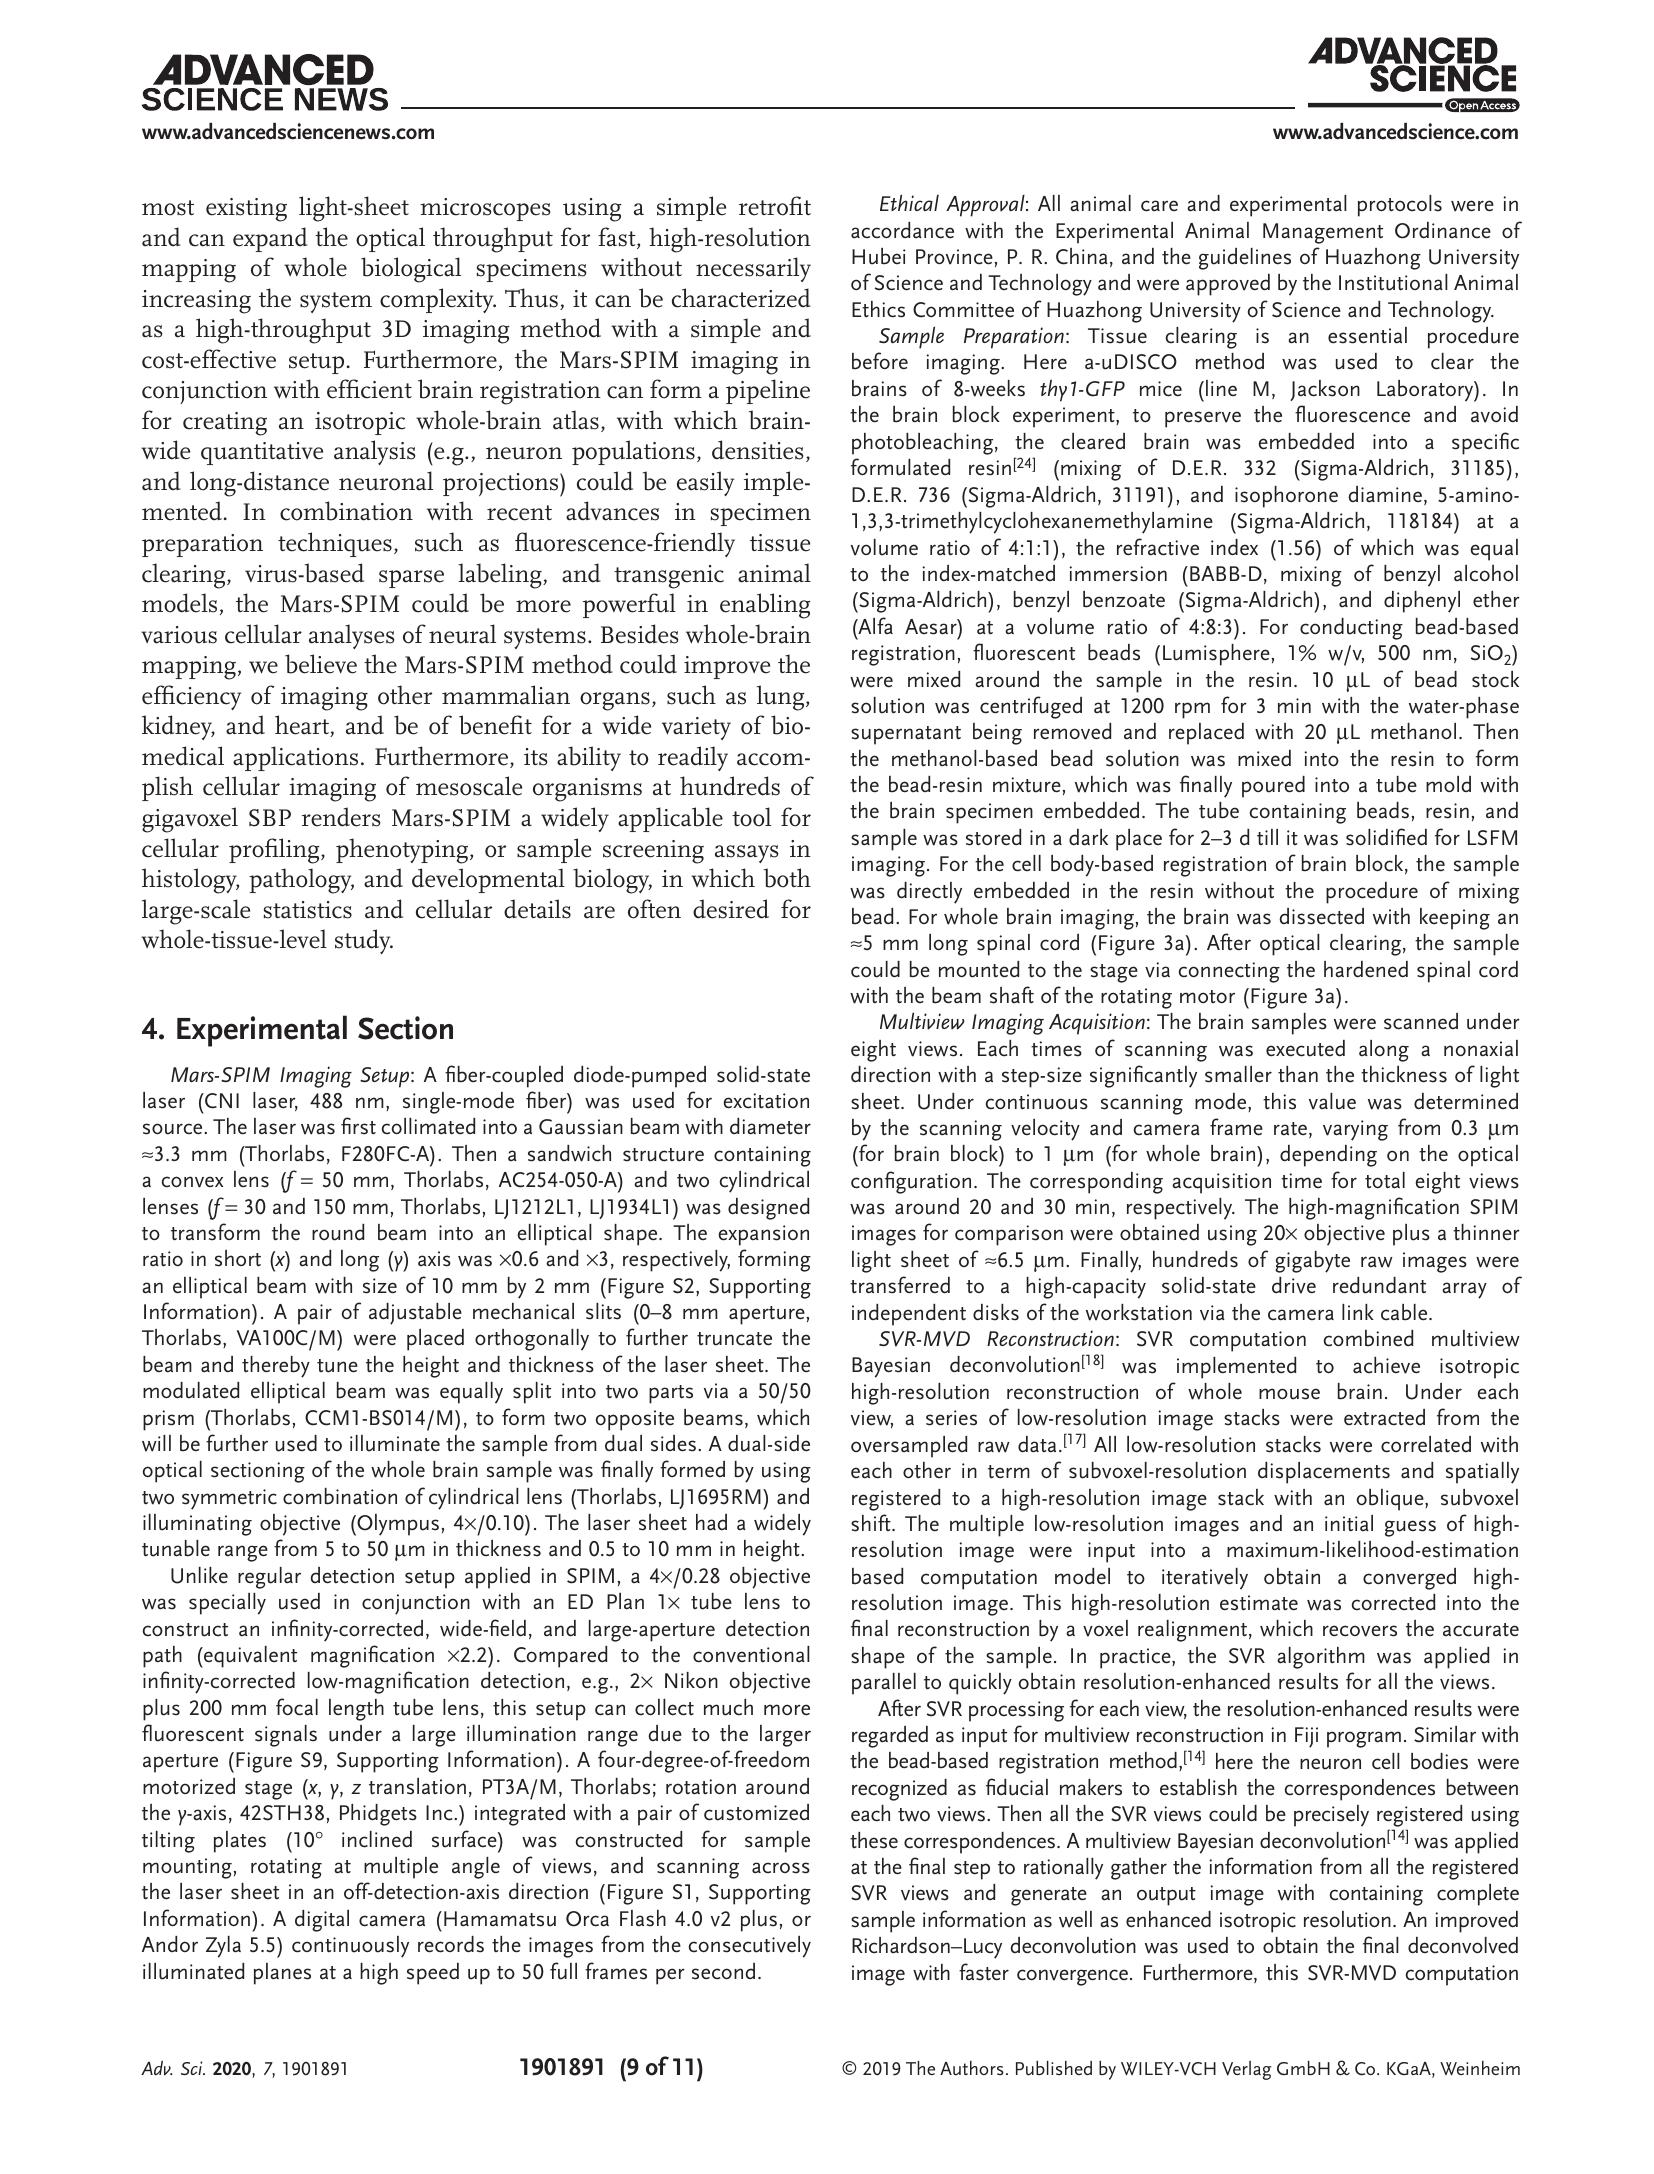 ADVANCED
SCIENCE NEWS
www.advancedsciencenews.com
ADVANCED
SCIENCE
Open Access
www.advancedscience.com
most existing light-sheet microscopes using a simple retrofit
and can expand the optical throughput for fast, high-resolution
mapping of whole biological specimens without necessarily
increasing the system complexity. Thus, it can be characterized
as a high-throughput 3D imaging method with a simple and
cost-effective setup. Furthermore, the Mars-SPIM imaging in
conjunction with efficient brain registration can form a pipeline
for creating an isotropic whole-brain atlas, with which brain-
wide quantitative analysis (e.g., neuron populations, densities,
and long-distance neuronal projections) could be easily imple-
mented. In combination with recent advances in specimen
preparation techniques, such as fluorescence-friendly tissue
clearing, virus-based sparse labeling, and transgenic animal
models, the Mars-SPIM could be more powerful in enabling
various cellular analyses of neural systems. Besides whole-brain
mapping, we believe the Mars-SPIM method could improve the
efficiency of imaging other mammalian organs, such as lung,
kidney, and heart, and be of benefit for a wide variety of bio-
medical applications. Furthermore, its ability to readily accom-
plish cellular imaging of mesoscale organisms at hundreds of
gigavoxel SBP renders Mars-SPIM a widely applicable tool for
cellular profiling, phenotyping, or sample screening assays in
histology, pathology, and developmental biology, in which both
large-scale statistics and cellular details are often desired for
whole-tissue-level study.
4. Experimental Section
Mars-SPIM Imaging Setup: A fiber-coupled diode-pumped solid-state
laser (CNI laser, 488 nm, single-mode fiber) was used for excitation
source. The laser was first collimated into a Gaussian beam with diameter
≈3.3 mm (Thorlabs, F280FC-A). Then a sandwich structure containing
a convex lens (f = 50 mm, Thorlabs, AC254-050-A) and two cylindrical
lenses (f = 30 and 150 mm, Thorlabs, LJ1212L1, LJ1934L1) was designed
to transform the round beam into an elliptical shape. The expansion
ratio in short (x) and long (y) axis was ×0.6 and ×3, respectively, forming
an elliptical beam with size of 10 mm by 2 mm (Figure S2, Supporting
Information). A pair of adjustable mechanical slits (0–8 mm aperture,
Thorlabs, VA100C/M) were placed orthogonally to further truncate the
beam and thereby tune the height and thickness of the laser sheet. The
modulated elliptical beam was equally split into two parts via a 50/50
prism (Thorlabs, CCM1-BS014/M), to form two opposite beams, which
will be further used to illuminate the sample from dual sides. A dual-side
optical sectioning of the whole brain sample was finally formed by using
two symmetric combination of cylindrical lens (Thorlabs, LJ1695RM) and
illuminating objective (Olympus, 4×/0.10). The laser sheet had a widely
tunable range from 5 to 50 μm in thickness and 0.5 to 10 mm in height.
Unlike regular detection setup applied in SPIM, a 4×/0.28 objective
was specially used in conjunction with an ED Plan 1× tube lens to
construct an infinity-corrected, wide-field, and large-aperture detection
path (equivalent magnification ×2.2). Compared to the conventional
infinity-corrected low-magnification detection, e.g., 2× Nikon objective
plus 200 mm focal length tube lens, this setup can collect much more
fluorescent signals under a large illumination range due to the larger
aperture (Figure S9, Supporting Information). A four-degree-of-freedom
motorized stage (x, y, z translation, PT3A/M, Thorlabs; rotation around
the y-axis, 42STH38, Phidgets Inc.) integrated with a pair of customized
tilting plates (10° inclined surface) was constructed for sample
mounting, rotating at multiple angle of views, and scanning across
the laser sheet in an off-detection-axis direction (Figure S1, Supporting
Information). A digital camera (Hamamatsu Orca Flash 4.0 v2 plus, or
Andor Zyla 5.5) continuously records the images from the consecutively
illuminated planes at a high speed up to 50 full frames per second.
Ethical Approval: All animal care and experimental protocols were in
accordance with the Experimental Animal Management Ordinance of
Hubei Province, P. R. China, and the guidelines of Huazhong University
of Science and Technology and were approved by the Institutional Animal
Ethics Committee of Huazhong University of Science and Technology.
Sample Preparation: Tissue clearing is an essential procedure
before imaging. Here a-uDISCO method was used to clear the
brains of 8-weeks thy1-GFP mice (line M, Jackson Laboratory). In
the brain block experiment, to preserve the fluorescence and avoid
photobleaching, the cleared brain was embedded into a specific
formulated resin[24] (mixing of D.E.R. 332 (Sigma-Aldrich, 31185),
D.E.R. 736 (Sigma-Aldrich, 31191), and isophorone diamine, 5-amino-
1,3,3-trimethylcyclohexanemethylamine (Sigma-Aldrich, 118184) at a
volume ratio of 4:1:1), the refractive index (1.56) of which was equal
to the index-matched immersion (BABB-D, mixing of benzyl alcohol
(Sigma-Aldrich), benzyl benzoate (Sigma-Aldrich), and diphenyl ether
(Alfa Aesar) at a volume ratio of 4:8:3). For conducting bead-based
registration, fluorescent beads (Lumisphere, 1% w/v, 500 nm, SiO2)
were mixed around the sample in the resin. 10 μL of bead stock
solution was centrifuged at 1200 rpm for 3 min with the water-phase
supernatant being removed and replaced with 20 μL methanol. Then
the methanol-based bead solution was mixed into the resin to form
the bead-resin mixture, which was finally poured into a tube mold with
the brain specimen embedded. The tube containing beads, resin, and
sample was stored in a dark place for 2–3 d till it was solidified for LSFM
imaging. For the cell body-based registration of brain block, the sample
was directly embedded in the resin without the procedure of mixing
bead. For whole brain imaging, the brain was dissected with keeping an
≈5 mm long spinal cord (Figure 3a). After optical clearing, the sample
could be mounted to the stage via connecting the hardened spinal cord
with the beam shaft of the rotating motor (Figure 3a).
Multiview Imaging Acquisition: The brain samples were scanned under
eight views. Each times of scanning was executed along a nonaxial
direction with a step-size significantly smaller than the thickness of light
sheet. Under continuous scanning mode, this value was determined
by the scanning velocity and camera frame rate, varying from 0.3 μm
(for brain block) to 1 μm (for whole brain), depending on the optical
configuration. The corresponding acquisition time for total eight views
was around 20 and 30 min, respectively. The high-magnification SPIM
images for comparison were obtained using 20× objective plus a thinner
light sheet of ≈6.5 μm. Finally, hundreds of gigabyte raw images were
transferred to a high-capacity solid-state drive redundant array of
independent disks of the workstation via the camera link cable.
SVR-MVD Reconstruction: SVR computation combined multiview
Bayesian deconvolution[18] was implemented to achieve isotropic
high-resolution reconstruction of whole mouse brain. Under each
view, a series of low-resolution image stacks were extracted from the
oversampled raw data.[17] All low-resolution stacks were correlated with
each other in term of subvoxel-resolution displacements and spatially
registered to a high-resolution image stack with an oblique, subvoxel
shift. The multiple low-resolution images and an initial guess of high-
resolution image were input into a maximum-likelihood-estimation
based computation model to iteratively obtain a converged high-
resolution image. This high-resolution estimate was corrected into the
final reconstruction by a voxel realignment, which recovers the accurate
shape of the sample. In practice, the SVR algorithm was applied in
parallel to quickly obtain resolution-enhanced results for all the views.
After SVR processing for each view, the resolution-enhanced results were
regarded as input for multiview reconstruction in Fiji program. Similar with
the bead-based registration method,[14] here the neuron cell bodies were
recognized as fiducial makers to establish the correspondences between
each two views. Then all the SVR views could be precisely registered using
these correspondences. A multiview Bayesian deconvolution[14] was applied
at the final step to rationally gather the information from all the registered
SVR views and generate an output image with containing complete
sample information as well as enhanced isotropic resolution. An improved
Richardson–Lucy deconvolution was used to obtain the final deconvolved
image with faster convergence. Furthermore, this SVR-MVD computation
Adv. Sci. 2020, 7, 1901891
1901891 (9 of 11)
© 2019 The Authors. Published by WILEY-VCH Verlag GmbH & Co. KGaA, Weinheim